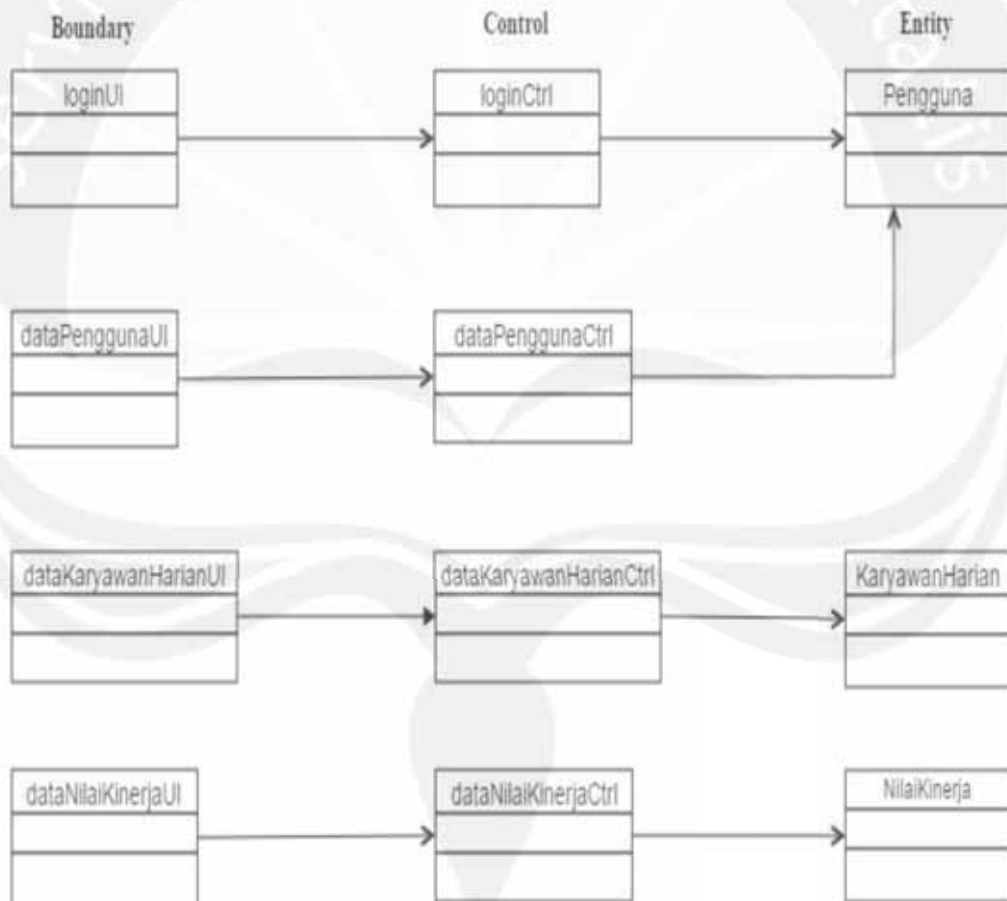 Boundary
Control
Entity
loginUI
loginCtrl
Pengguna
dataPenggunaUI
dataPenggunaCtrl
dataKaryawanHarianUI
dataKaryawanHarianCtrl
KaryawanHarian
dataNilaiKinerjaUI
dataNilaiKinerjaCtrl
NilaiKinerja